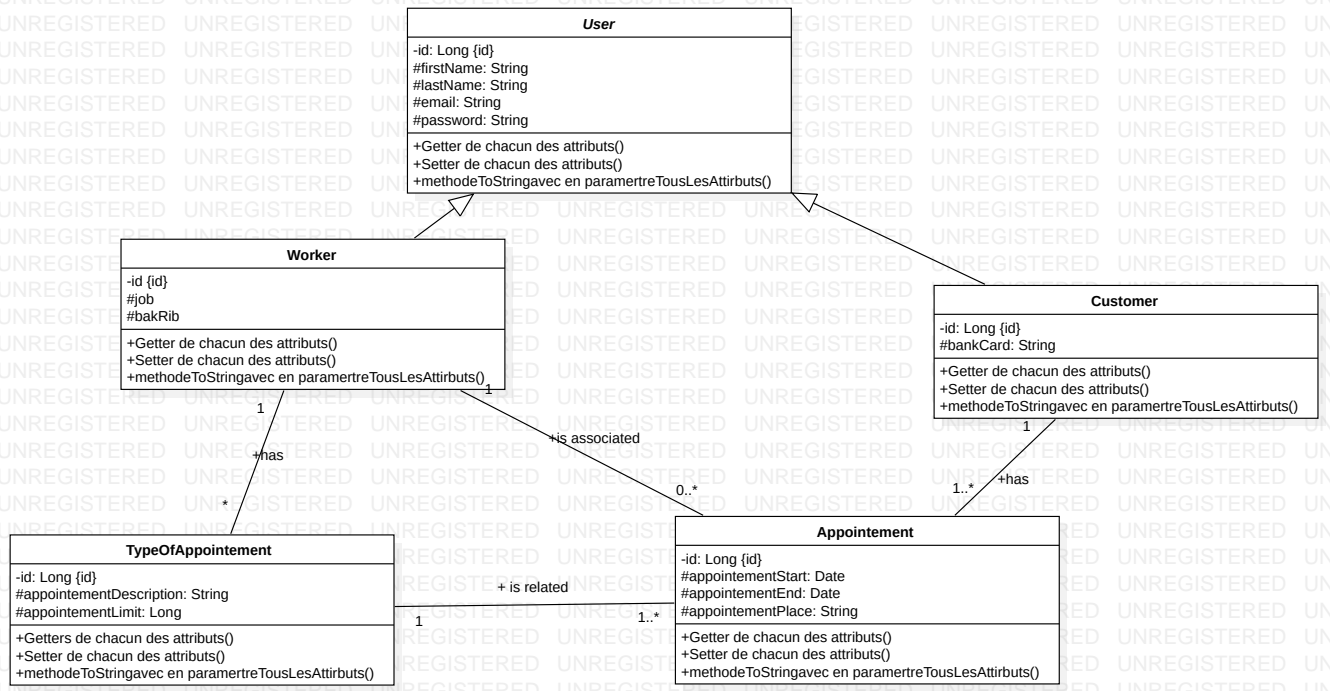 User
-id: Long {id}
#firstName: String
#lastName: String
#email: String
#password: String
+Getter de chacun des attributs()
+Setter de chacun des attributs()
+methodeToStringavec en paramertreTousLesAttirbuts()
Worker
-id {id}
#job
#bakRib
+Getter de chacun des attributs()
+Setter de chacun des attributs()
+methodeToStringavec en paramertreTousLesAttirbuts()
Customer
-id: Long {id}
#bankCard: String
+Getter de chacun des attributs()
+Setter de chacun des attributs()
+methodeToStringavec en paramertreTousLesAttirbuts()
1
+has
*
1
+is associated
0..*
1
+has
1..*
TypeOfAppointement
-id: Long {id}
#appointementDescription: String
#appointementLimit: Long
+Getters de chacun des attributs()
+Setter de chacun des attributs()
+methodeToStringavec en paramertreTousLesAttirbuts()
+ is related
1
1..*
Appointement
-id: Long {id}
#appointementStart: Date
#appointementEnd: Date
#appointementPlace: String
+Getter de chacun des attributs()
+Setter de chacun des attributs()
+methodeToStringavec en paramertreTousLesAttirbuts()
UNREGISTERED